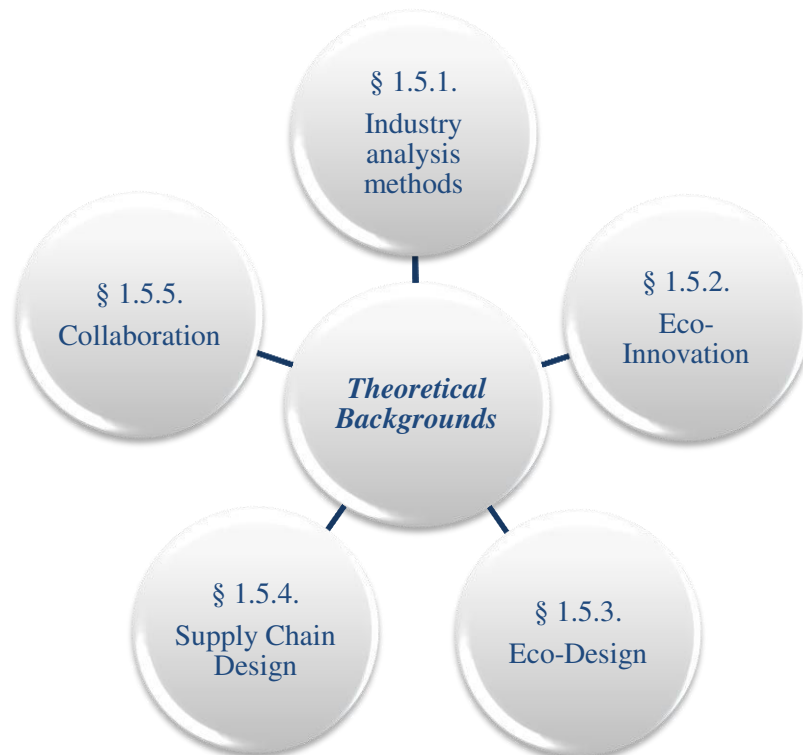 § 1.5.1.
Industry
analysis
methods
§ 1.5.2.
Eco-
Innovation
§ 1.5.3.
Eco-Design
§ 1.5.4.
Supply Chain
Design
§ 1.5.5.
Collaboration
Theoretical
Backgrounds